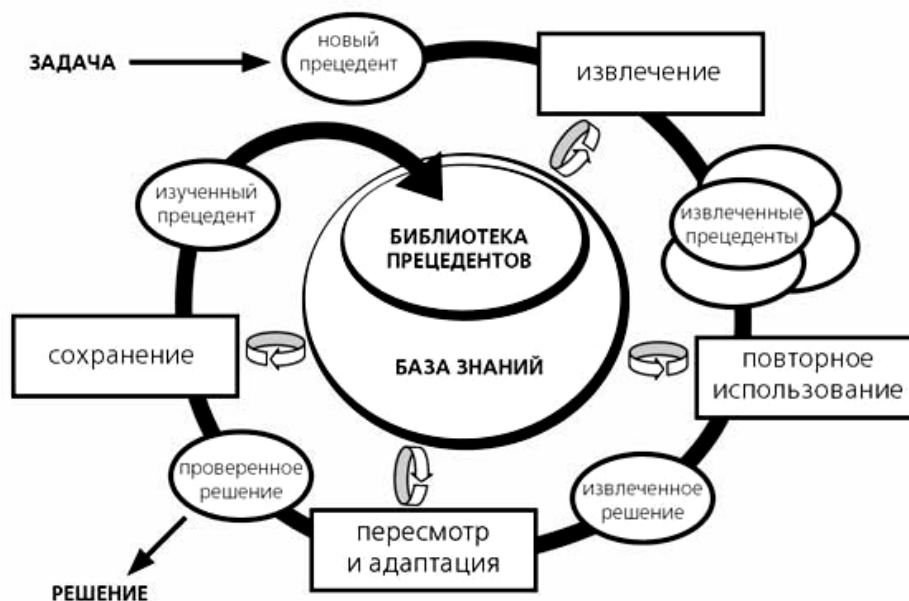 ЗАДАЧА
новый
прецедент
извлечение
извлеченные
прецеденты
повторное
использование
извлеченное
решение
пересмотр
и адаптация
проверенное
решение
РЕШЕНИЕ
сохранение
изученный
прецедент
БИБЛИОТЕКА
ПРЕЦЕДЕНТОВ
БАЗА ЗНАНИЙ